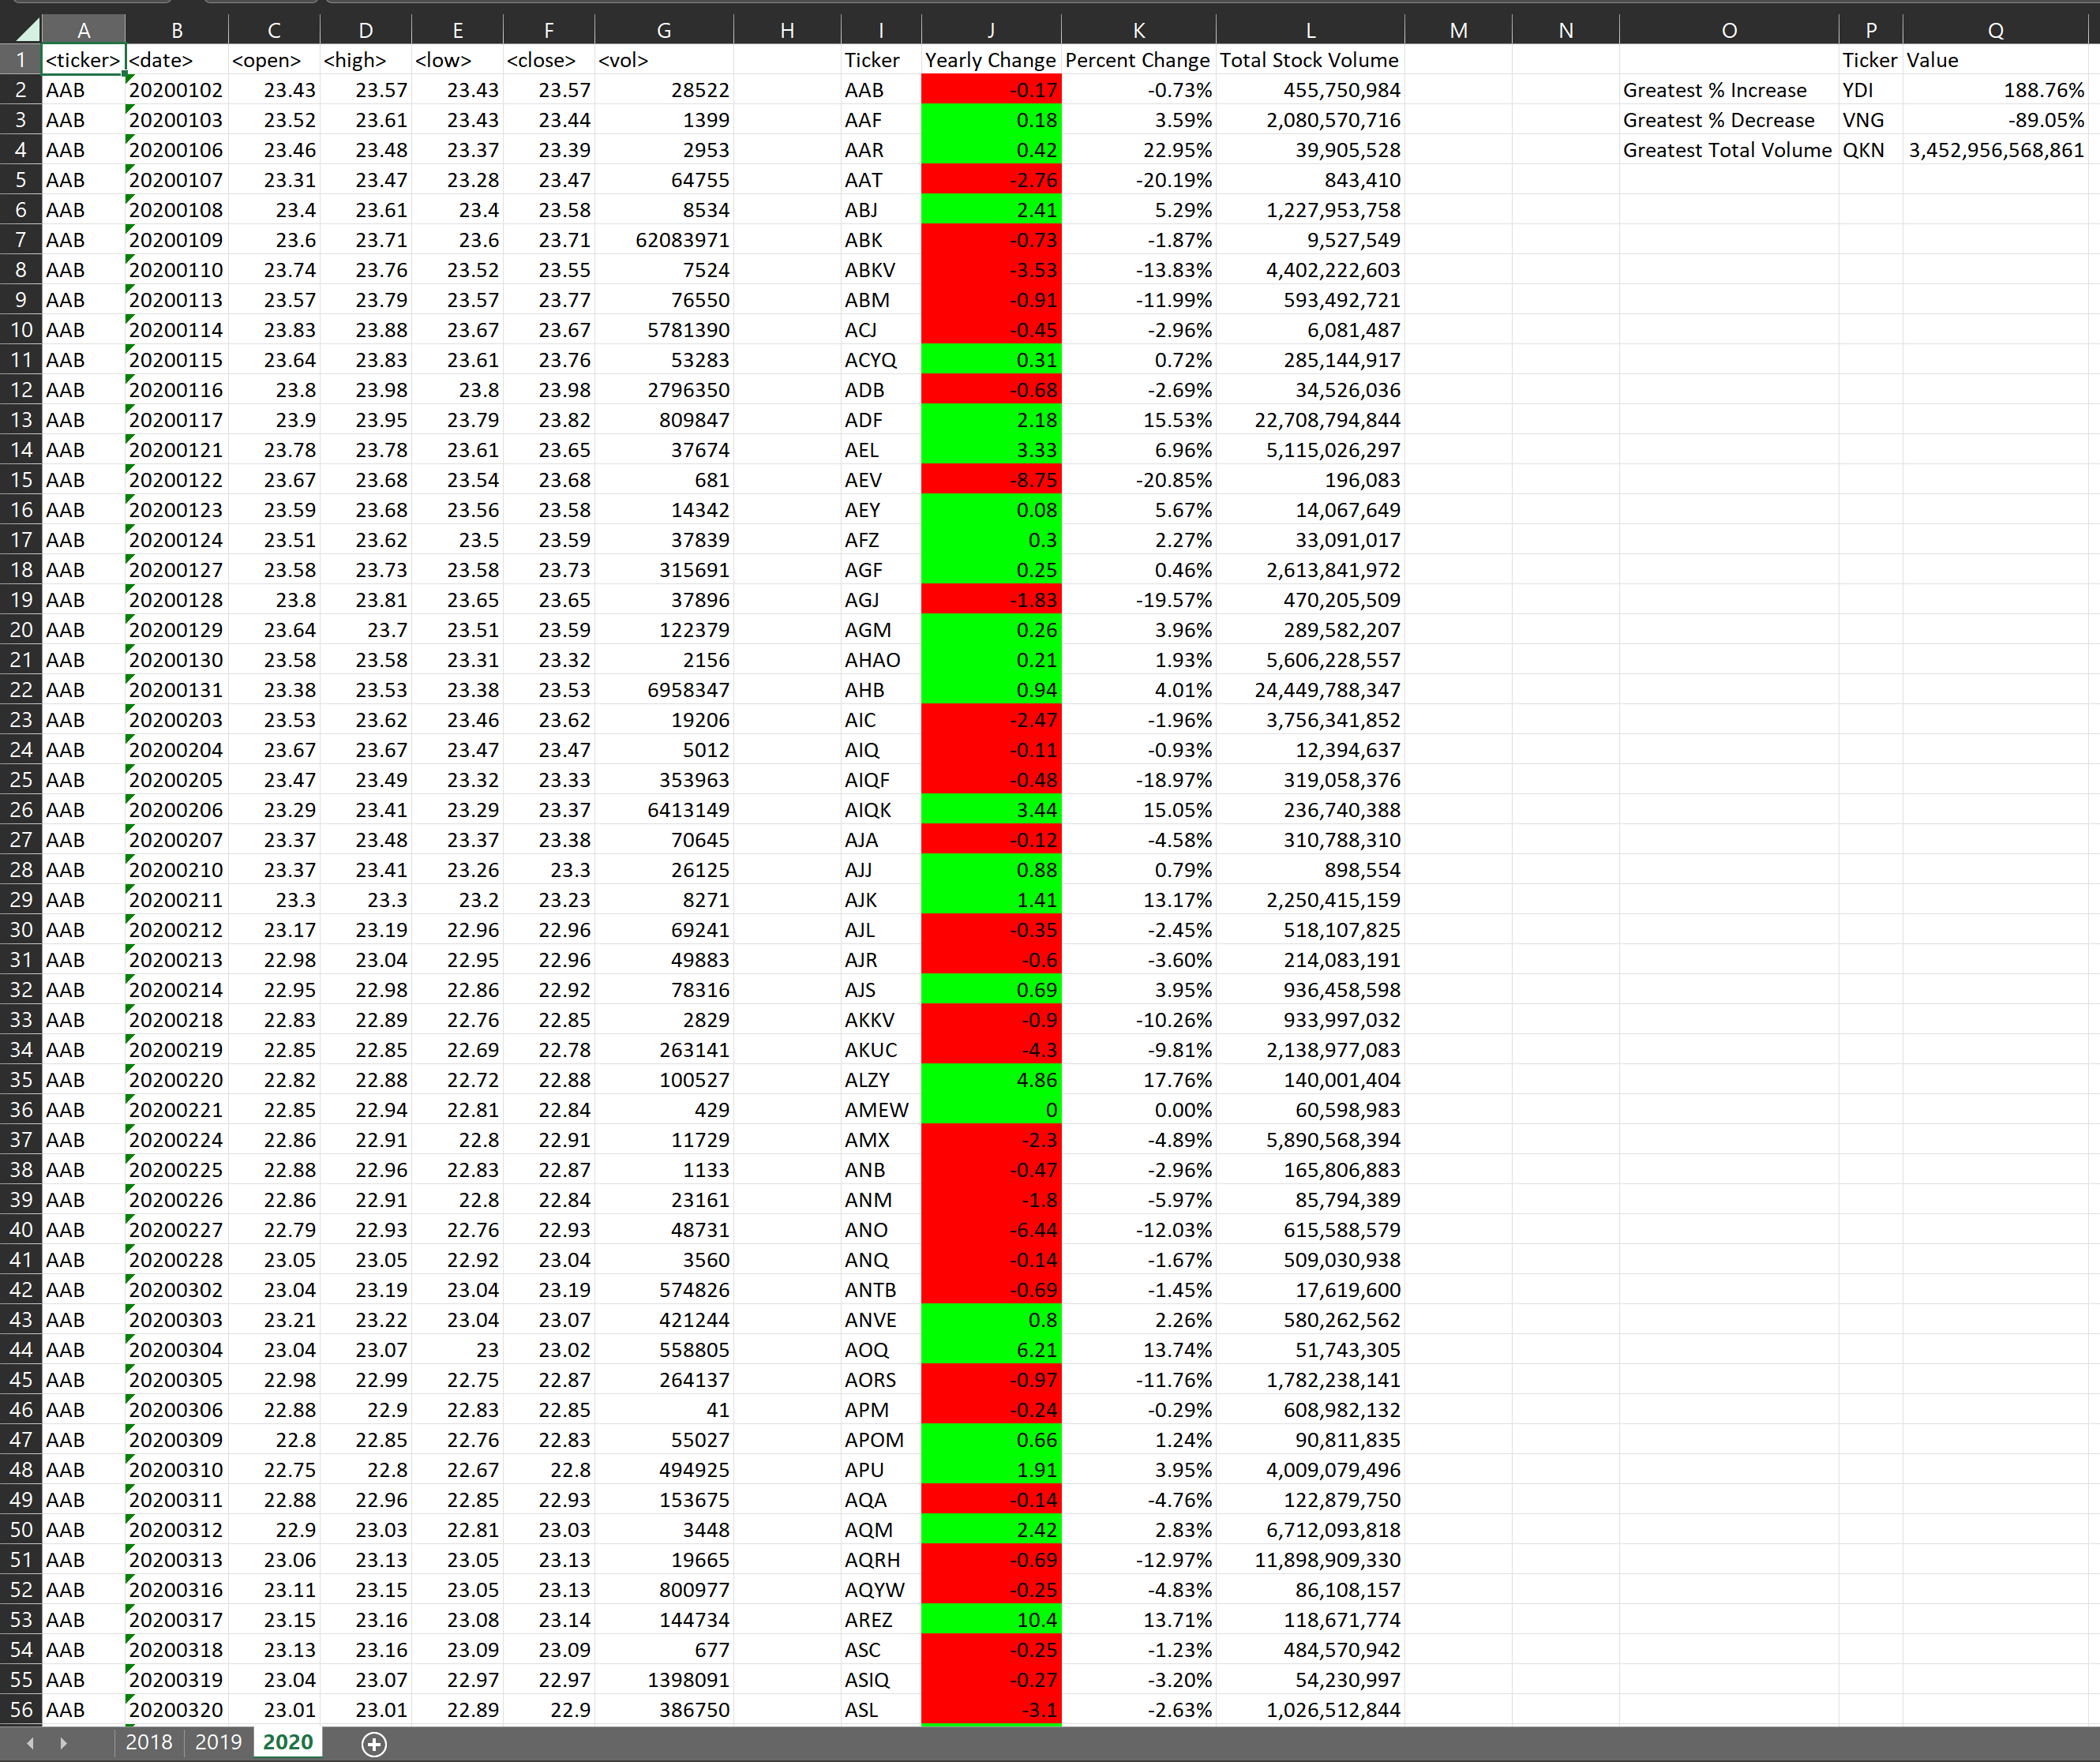 A B C D E F G H I J K L M N O P Q
1 <ticker> <date> <open> <high> <low> <close> <vol> Ticker Yearly Change Percent Change Total Stock Volume Ticker Value
2 AAB 20200102 23.43 23.57 23.43 23.57 28522 AAB -0.17 -0.73% 455,750,984 Greatest % Increase YDI 188.76%
3 AAB 20200103 23.52 23.61 23.43 23.44 1399 AAF 0.18 3.59% 2,080,570,716 Greatest % Decrease VNG -89.05%
4 AAB 20200106 23.46 23.48 23.37 23.39 2953 AAR 0.42 22.95% 39,905,528 Greatest Total Volume QKN 3,452,956,568,861
5 AAB 20200107 23.31 23.47 23.28 23.47 64755 AAT -2.76 -20.19% 843,410
6 AAB 20200108 23.4 23.61 23.4 23.58 8534 ABJ 2.41 5.29% 1,227,953,758
7 AAB 20200109 23.6 23.71 23.6 23.71 62083971 ABK -0.73 -1.87% 9,527,549
8 AAB 20200110 23.74 23.76 23.52 23.55 7524 ABKV -3.53 -13.83% 4,402,222,603
9 AAB 20200113 23.57 23.79 23.57 23.77 76550 ABM -0.91 -11.99% 593,492,721
10 AAB 20200114 23.83 23.88 23.67 23.67 5781390 ACJ -0.45 -2.96% 6,081,487
11 AAB 20200115 23.64 23.83 23.61 23.76 53283 ACYQ 0.31 0.72% 285,144,917
12 AAB 20200116 23.8 23.98 23.8 23.98 2796350 ADB -0.68 -2.69% 34,526,036
13 AAB 20200117 23.9 23.95 23.79 23.82 809847 ADF 2.18 15.53% 22,708,794,844
14 AAB 20200121 23.78 23.78 23.61 23.65 37674 AEL 3.33 6.96% 5,115,026,297
15 AAB 20200122 23.67 23.68 23.54 23.68 681 AEV -8.75 -20.85% 196,083
16 AAB 20200123 23.59 23.68 23.56 23.58 14342 AEY 0.08 5.67% 14,067,649
17 AAB 20200124 23.51 23.62 23.5 23.59 37839 AFZ 0.3 2.27% 33,091,017
18 AAB 20200127 23.58 23.73 23.58 23.73 315691 AGF 0.25 0.46% 2,613,841,972
19 AAB 20200128 23.8 23.81 23.65 23.65 37896 AGJ -1.83 -19.57% 470,205,509
20 AAB 20200129 23.64 23.7 23.51 23.59 122379 AGM 0.26 3.96% 289,582,207
21 AAB 20200130 23.58 23.58 23.31 23.32 2156 AHAO 0.21 1.93% 5,606,228,557
22 AAB 20200131 23.38 23.53 23.38 23.53 6958347 AHB 0.94 4.01% 24,449,788,347
23 AAB 20200203 23.53 23.62 23.46 23.62 19206 AIC -2.47 -1.96% 3,756,341,852
24 AAB 20200204 23.67 23.67 23.47 23.47 5012 AIQ -0.11 -0.93% 12,394,637
25 AAB 20200205 23.47 23.49 23.32 23.33 353963 AIQF -0.48 -18.97% 319,058,376
26 AAB 20200206 23.29 23.41 23.29 23.37 6413149 AIQK 3.44 15.05% 236,740,388
27 AAB 20200207 23.37 23.48 23.37 23.38 70645 AJA -0.12 -4.58% 310,788,310
28 AAB 20200210 23.37 23.41 23.26 23.3 26125 AJJ 0.88 0.79% 898,554
29 AAB 20200211 23.3 23.3 23.2 23.23 8271 AJK 1.41 13.17% 2,250,415,159
30 AAB 20200212 23.17 23.19 22.96 22.96 69241 AJL -0.35 -2.45% 518,107,825
31 AAB 20200213 22.98 23.04 22.95 22.96 49883 AJR -0.6 -3.60% 214,083,191
32 AAB 20200214 22.95 22.98 22.86 22.92 78316 AJS 0.69 3.95% 936,458,598
33 AAB 20200218 22.83 22.89 22.76 22.85 2829 AKKV -0.9 -10.26% 933,997,032
34 AAB 20200219 22.85 22.85 22.69 22.78 263141 AKUC -4.3 -9.81% 2,138,977,083
35 AAB 20200220 22.82 22.88 22.72 22.88 100527 ALZY 4.86 17.76% 140,001,404
36 AAB 20200221 22.85 22.94 22.81 22.84 429 AMEW 0 0.00% 60,598,983
37 AAB 20200224 22.86 22.91 22.8 22.91 11729 AMX -2.3 -4.89% 5,890,568,394
38 AAB 20200225 22.88 22.96 22.83 22.87 1133 ANB -0.47 -2.96% 165,806,883
39 AAB 20200226 22.86 22.91 22.8 22.84 23161 ANM -1.8 -5.97% 85,794,389
40 AAB 20200227 22.79 22.93 22.76 22.93 48731 ANO -6.44 -12.03% 615,588,579
41 AAB 20200228 23.05 23.05 22.92 23.04 3560 ANQ -0.14 -1.67% 509,030,938
42 AAB 20200302 23.04 23.19 23.04 23.19 574826 ANTB -0.69 -1.45% 17,619,600
43 AAB 20200303 23.21 23.22 23.04 23.07 421244 ANVE 0.8 2.26% 580,262,562
44 AAB 20200304 23.04 23.07 23 23.02 558805 AOQ 6.21 13.74% 51,743,305
45 AAB 20200305 22.98 22.99 22.75 22.87 264137 AORS -0.97 -11.76% 1,782,238,141
46 AAB 20200306 22.88 22.9 22.83 22.85 41 APM -0.24 -0.29% 608,982,132
47 AAB 20200309 22.8 22.85 22.76 22.83 55027 APOM 0.66 1.24% 90,811,835
48 AAB 20200310 22.75 22.8 22.67 22.8 494925 APU 1.91 3.95% 4,009,079,496
49 AAB 20200311 22.88 22.96 22.85 22.93 153675 AQA -0.14 -4.76% 122,879,750
50 AAB 20200312 22.9 23.03 22.81 23.03 3448 AQM 2.42 2.83% 6,712,093,818
51 AAB 20200313 23.06 23.13 23.05 23.13 19665 AQRH -0.69 -12.97% 11,898,909,330
52 AAB 20200316 23.11 23.15 23.05 23.13 800977 AQYW -0.25 -4.83% 86,108,157
53 AAB 20200317 23.15 23.16 23.08 23.14 144734 AREZ 10.4 13.71% 118,671,774
54 AAB 20200318 23.13 23.16 23.09 23.09 677 ASC -0.25 -1.23% 484,570,942
55 AAB 20200319 23.04 23.07 22.97 22.97 1398091 ASIQ -0.27 -3.20% 54,230,997
56 AAB 20200320 23.01 23.01 22.89 22.9 386750 ASL -3.1 -2.63% 1,026,512,844
2018 2019 2020